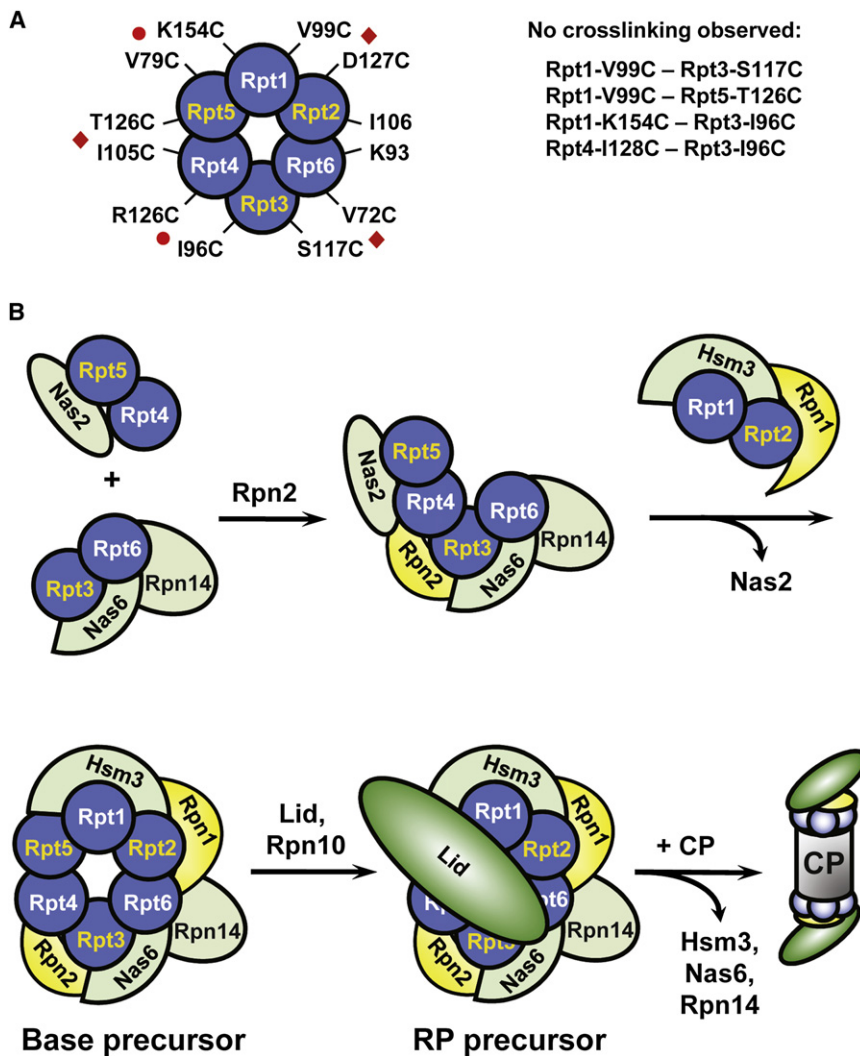 A
K154C V99C
V79C D127C
Rpt1
Rpt5 Rpt2
T126C I106
I105C K93
Rpt4 Rpt6
Rpt3
R126C V72C
I96C S117C
No crosslinking observed:
Rpt1-V99C – Rpt3-S117C
Rpt1-V99C – Rpt5-T126C
Rpt1-K154C – Rpt3-I96C
Rpt4-I128C – Rpt3-I96C
B
Rpt5
Nas2
Rpt4
+
Rpt6
Rpt3
Rpn14
Nas6
Rpn2
Rpt5
Nas2
Rpt4 Rpt6
Rpt3
Rpn14
Rpn2
Nas6
Hsm3
Rpt1
Rpn1
Rpt2
Nas2
Hsm3
Rpt1
Rpn1
Rpt5 Rpt2
Rpt4 Rpt6
Rpt3
Rpn14
Rpn2
Nas6
Base precursor
Lid,
Rpn10
Hsm3
Rpt1
Rpn1
Rpt2
Lid
Rpt6
Rpt3
Rpn14
Rpn2
Nas6
RP precursor
+ CP
Hsm3,
Nas6,
Rpn14
CP